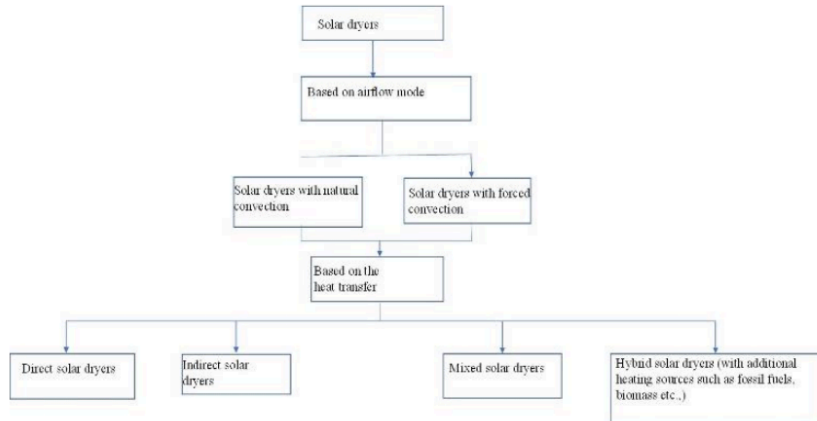 Solar dryers
Based on airflow mode
Solar dryers with natural
convection
Solar dryers with forced
convection
Based on the
heat transfer
Direct solar dryers
Indirect solar
dryers
Mixed solar dryers
Hybrid solar dryers (with additional
heating sources such as fossil fuels,
biomass etc.,)